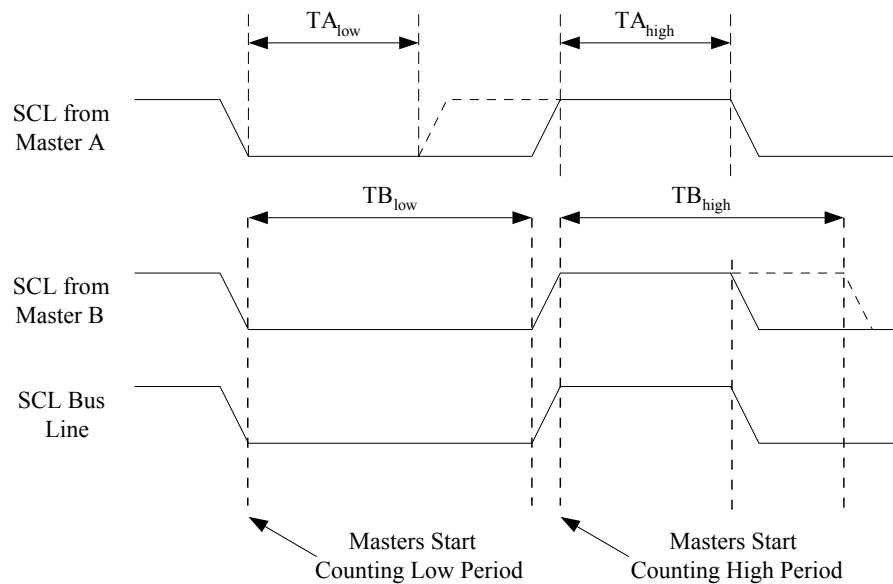 TA_low
TA_high
SCL from
Master A
TB_low
TB_high
SCL from
Master B
SCL Bus
Line
Masters Start
Counting Low Period
Masters Start
Counting High Period